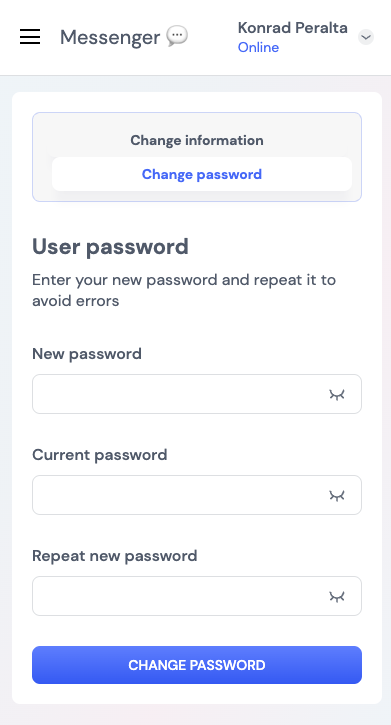 Messenger 💬
Konrad Peralta
Online
Change information
Change password
User password
Enter your new password and repeat it to
avoid errors
New password
Current password
Repeat new password
CHANGE PASSWORD